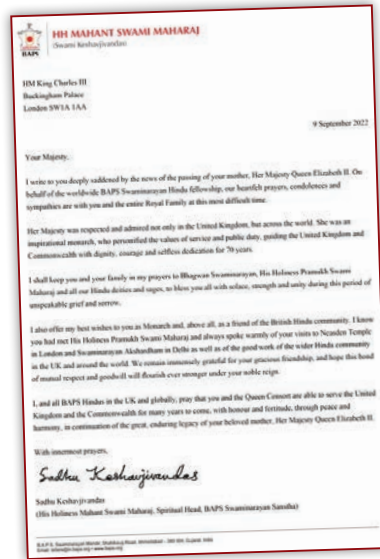 HH MAHANT SWAMI MAHARAJ
(Swami Keshavjivandas)
BAPS
HM King Charles III
Buckingham Palace
London SW1A 1AA
9 September 2022
Your Majesty,
I write to you deeply saddened by the news of the passing of your mother, Her Majesty Queen Elizabeth II. On
behalf of the worldwide BAPS Swaminarayan Hindu fellowship, our heartfelt prayers, condolences and
sympathies are with you and the entire Royal Family at this most difficult time.
Her Majesty was respected and admired not only in the United Kingdom, but across the world. She was an
inspirational monarch, who personified the values of service and public duty, guiding the United Kingdom and
Commonwealth with dignity, courage and selfless dedication for 70 years.
I shall keep you and your family in my prayers to Bhagwan Swaminarayan, His Holiness Pramukh Swami
Maharaj and all our Hindu deities and sages, to bless you all with solace, strength and unity during this period of
unspeakable grief and sorrow.
I also offer my best wishes to you as Monarch and, above all, as a friend of the British Hindu community. I know
you had met His Holiness Pramukh Swami Maharaj and always spoke warmly of your visits to Neasden Temple
in London and Swaminarayan Akshardham in Delhi as well as of the good work of the wider Hindu community
in the UK and around the world. We remain immensely grateful for your gracious friendship, and hope this bond
of mutual respect and goodwill will flourish ever stronger under your noble reign.
I, and all BAPS Hindus in the UK and globally, pray that you and the Queen Consort are able to serve the United
Kingdom and the Commonwealth for many years to come, with honour and fortitude, through peace and
harmony, in continuation of the great, enduring legacy of your beloved mother, Her Majesty Queen Elizabeth II.
With innermost prayers,
Sadhu Keshavjivandas
Sadhu Keshavjivandas
(His Holiness Mahant Swami Maharaj, Spiritual Head, BAPS Swaminarayan Sanstha)
B.A.P.S. Swaminarayan Mandir, Shahibaug Road, Ahmedabad - 380 004, Gujarat, India